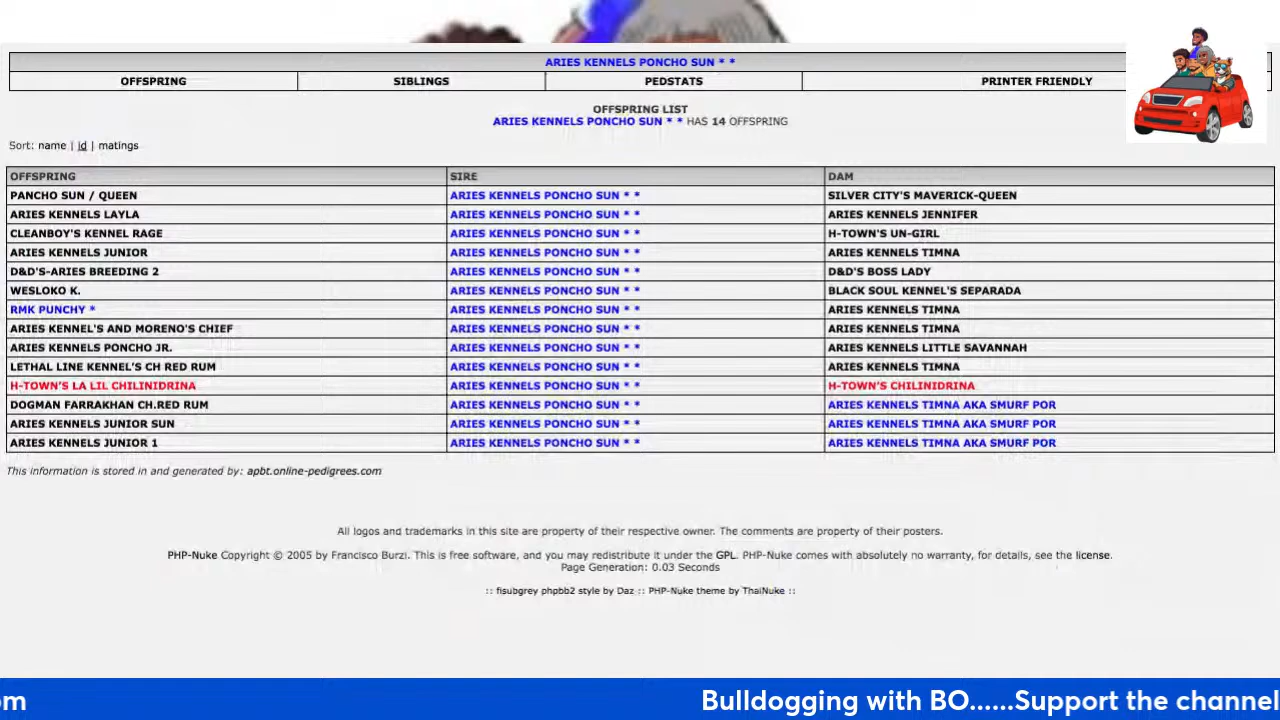 ARIES KENNELS PONCHO SUN * *
OFFSPRING SIBLINGS PEDSTATS PRINTER FRIENDLY
OFFSPRING LIST
ARIES KENNELS PONCHO SUN * * HAS 14 OFFSPRING
Sort: name | id | matings
OFFSPRING SIRE DAM
PANCHO SUN / QUEEN ARIES KENNELS PONCHO SUN * * SILVER CITY'S MAVERICK-QUEEN
ARIES KENNELS LAYLA ARIES KENNELS PONCHO SUN * * ARIES KENNELS JENNIFER
CLEANBOY'S KENNEL RAGE ARIES KENNELS PONCHO SUN * * H-TOWN'S UN-GIRL
ARIES KENNELS JUNIOR ARIES KENNELS PONCHO SUN * * ARIES KENNELS TIMNA
D&D'S-ARIES BREEDING 2 ARIES KENNELS PONCHO SUN * * D&D'S BOSS LADY
WESLOKO K. ARIES KENNELS PONCHO SUN * * BLACK SOUL KENNEL'S SEPARADA
RMK PUNCHY * ARIES KENNELS PONCHO SUN * * ARIES KENNELS TIMNA
ARIES KENNEL'S AND MORENO'S CHIEF ARIES KENNELS PONCHO SUN * * ARIES KENNELS TIMNA
ARIES KENNELS PONCHO JR. ARIES KENNELS PONCHO SUN * * ARIES KENNELS LITTLE SAVANNAH
LETHAL LINE KENNEL'S CH RED RUM ARIES KENNELS PONCHO SUN * * ARIES KENNELS TIMNA
H-TOWN'S LA LIL CHILINIDRINA ARIES KENNELS PONCHO SUN * * H-TOWN'S CHILINIDRINA
DOGMAN FARRAKHAN CH.RED RUM ARIES KENNELS PONCHO SUN * * ARIES KENNELS TIMNA AKA SMURF POR
ARIES KENNELS JUNIOR SUN ARIES KENNELS PONCHO SUN * * ARIES KENNELS TIMNA AKA SMURF POR
ARIES KENNELS JUNIOR 1 ARIES KENNELS PONCHO SUN * * ARIES KENNELS TIMNA AKA SMURF POR
This information is stored in and generated by: apbt.online-pedigrees.com
All logos and trademarks in this site are property of their respective owner. The comments are property of their posters.
PHP-Nuke Copyright © 2005 by Francisco Burzi. This is free software, and you may redistribute it under the GPL. PHP-Nuke comes with absolutely no warranty, for details, see the license.
Page Generation: 0.03 Seconds
:: fisubgrey phpbb2 style by Daz :: PHP-Nuke theme by ThaiNuke ::
om Bulldogging with BO......Support the channel